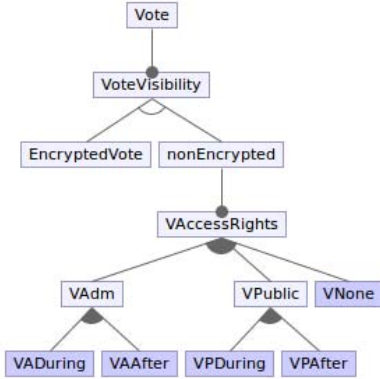 Vote
VoteVisibility
EncryptedVote nonEncrypted
VAccessRights
VAdm VPublic VNone
VADuring VAAfter VPDuring VPAfter